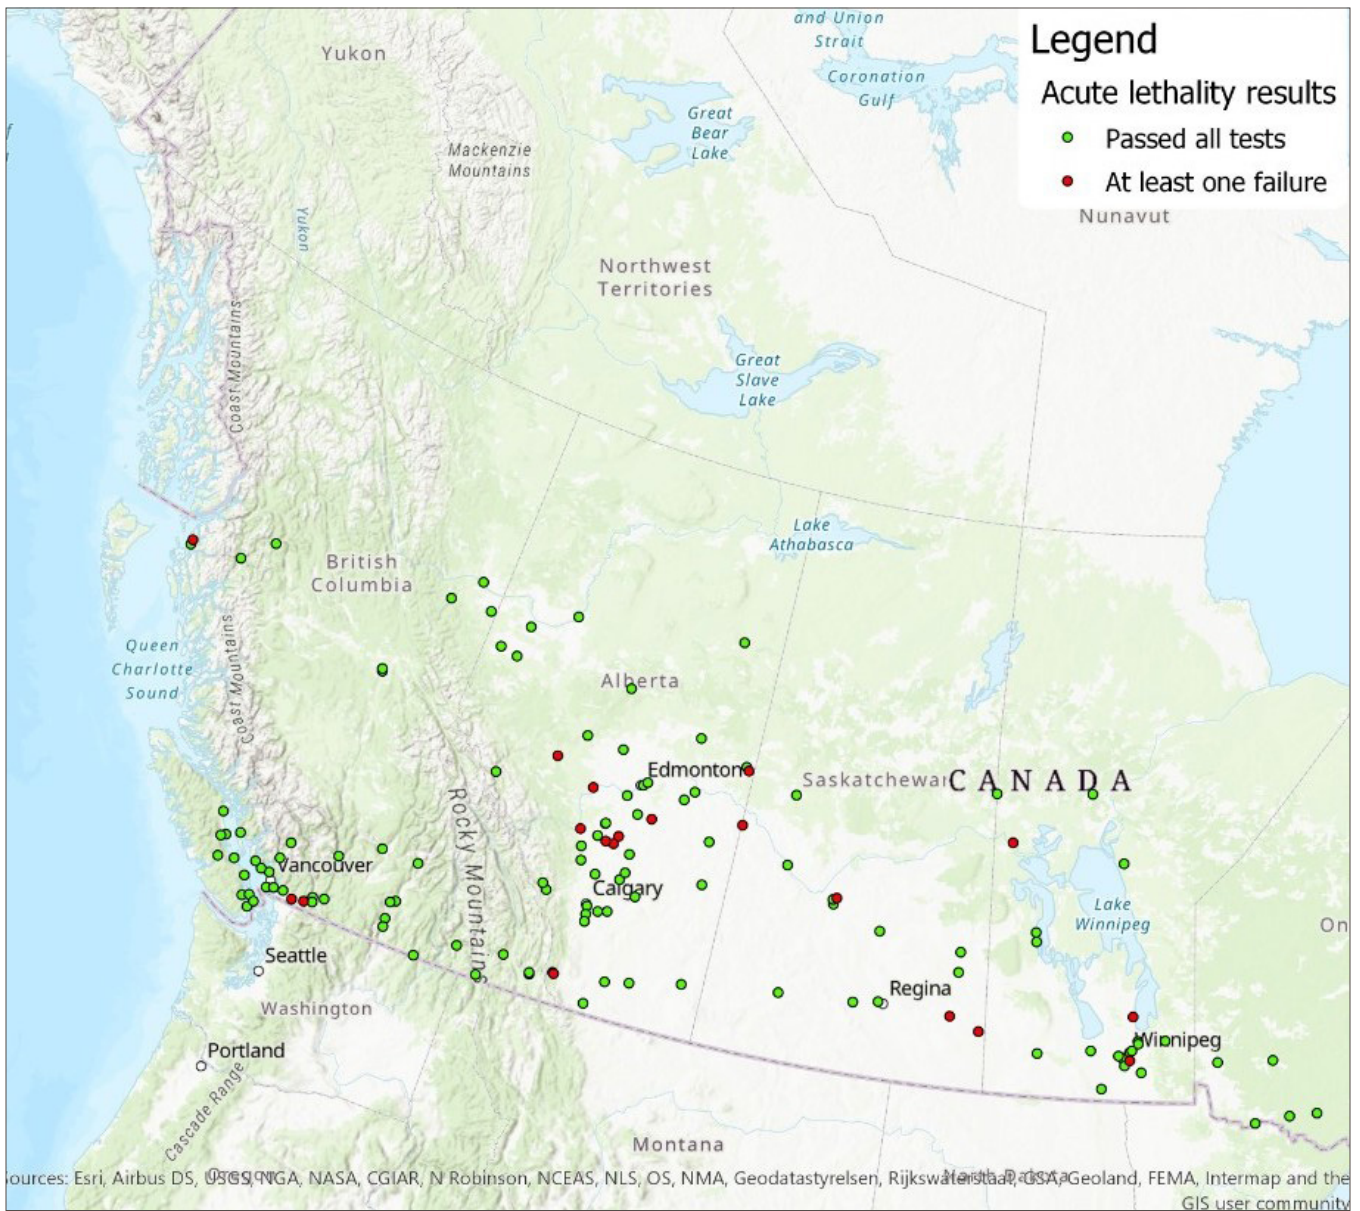 Legend
Acute lethality results
Passed all tests
At least one failure
and Union
Strait
Coronation
Gulf
Yukon
Great
Bear
Lake
Mackenzie
Mountains
Nunavut
Yukon
Northwest
Territories
Coast Mountains
Great
Slave
Lake
Lake
Athabasca
British
Columbia
Queen
Charlotte
Sound
Coast Mountains
Alberta
Edmonton
Saskatchewan
CANADA
Rocky Mountains
Vancouver
Calgary
Lake
Winnipeg
On
Seattle
Regina
Washington
Winnipeg
Portland
Cascade Range
Montana
Oregon
North Dakota
Sources: Esri, Airbus DS, USGS, NGA, NASA, CGIAR, N Robinson, NCEAS, NLS, OS, NMA, Geodatastyrelsen, Rijkswaterstaat, GSA, Geoland, FEMA, Intermap and the
GIS user community